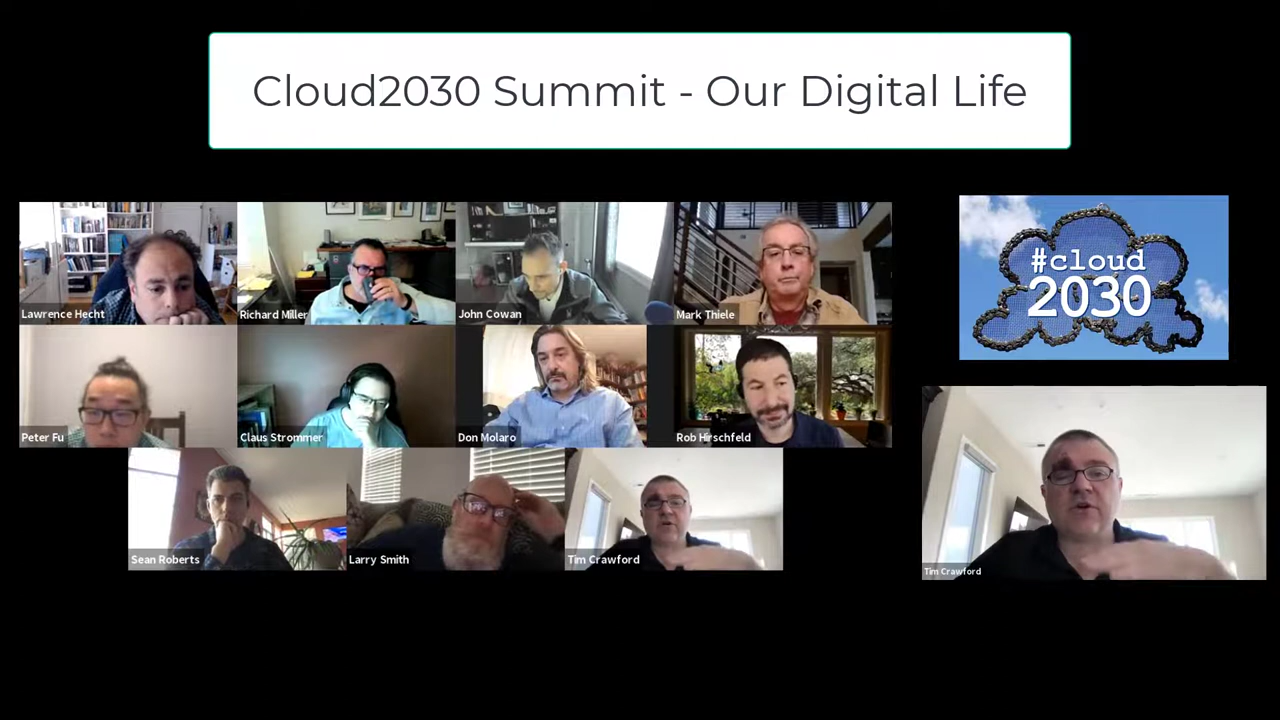 Cloud2030 Summit - Our Digital Life
Lawrence Hecht
Richard Miller
John Cowan
Mark Thiele
#cloud
2030
Peter Fu
Claus Strommer
Don Molaro
Rob Hirschfeld
Sean Roberts
Larry Smith
Tim Crawford
Tim Crawford